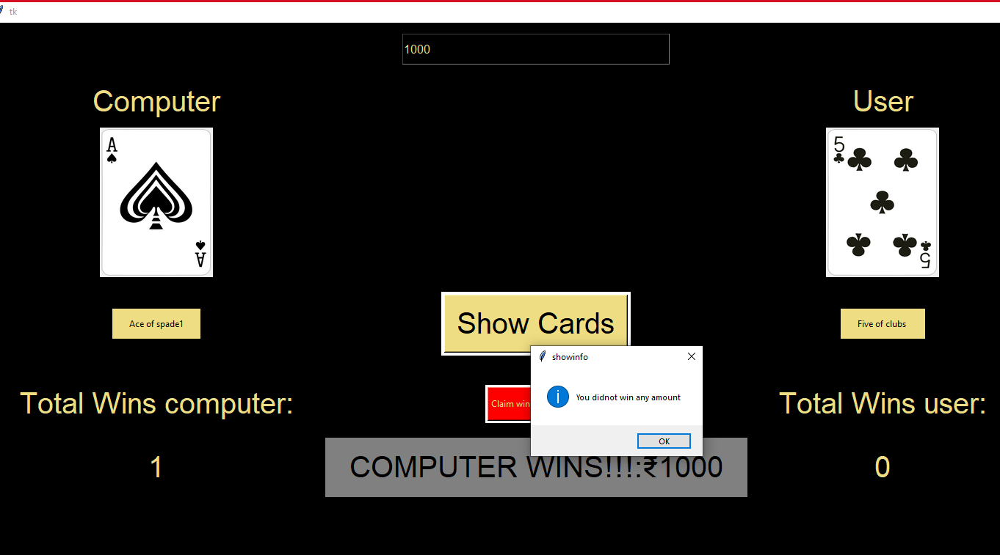 tk
1000
Computer
User
A
A
5
5
Ace of spade1
Show Cards
Five of clubs
showinfo
You didnot win any amount
OK
Total Wins computer:
Claim win
Total Wins user:
1
COMPUTER WINS!!!:₹1000
0